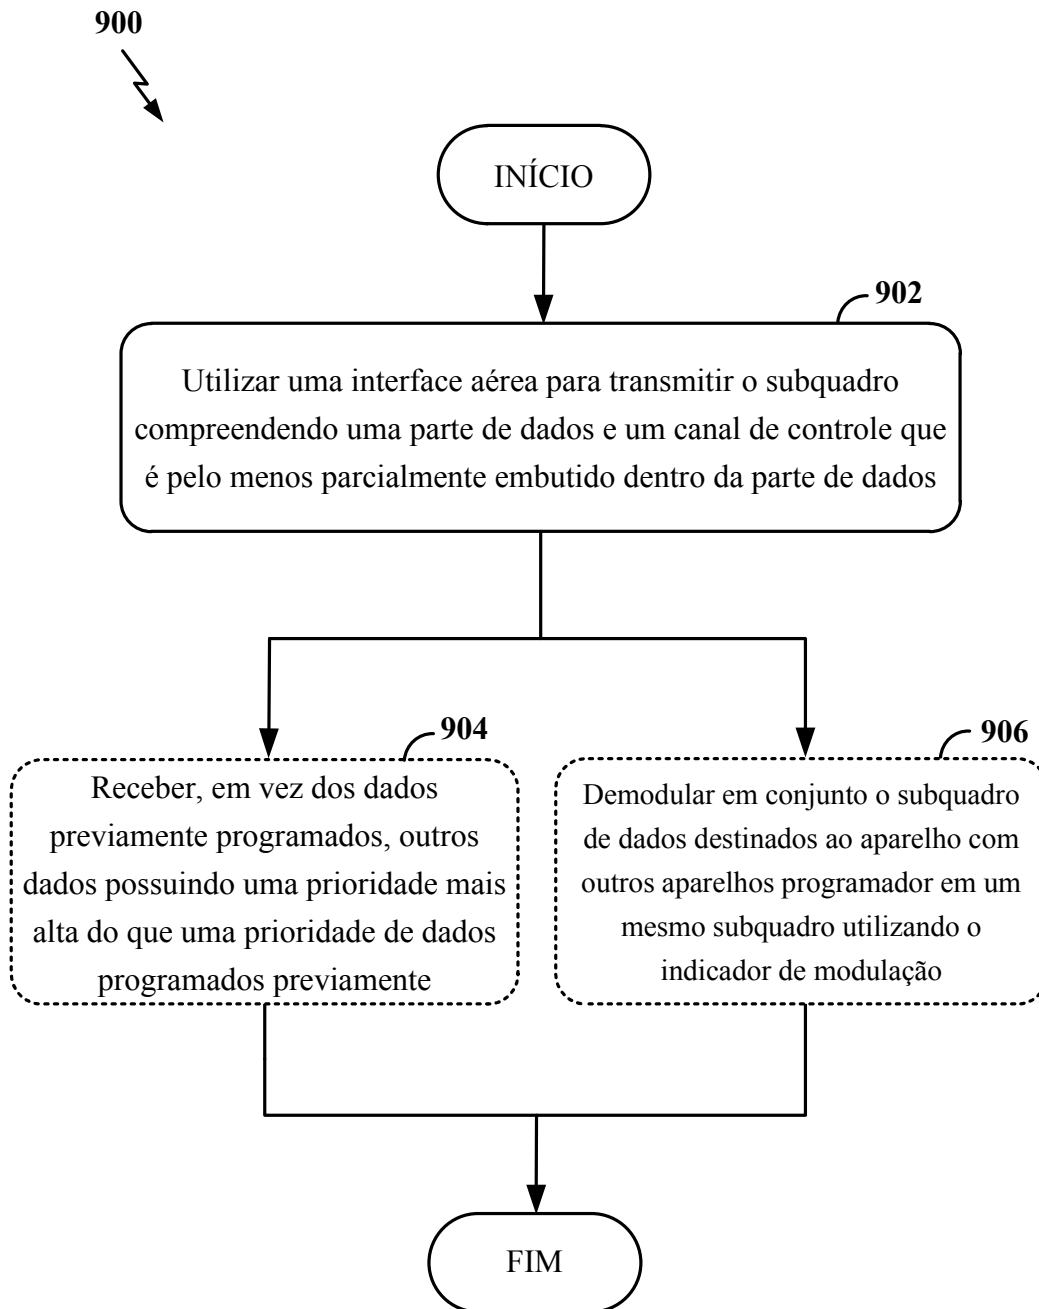 900
INÍCIO
902
Utilizar uma interface aérea para transmitir o subquadro
compreendendo uma parte de dados e um canal de controle que
é pelo menos parcialmente embutido dentro da parte de dados
904
Receber, em vez dos dados
previamente programados, outros
dados possuindo uma prioridade mais
alta do que uma prioridade de dados
programados previamente
906
Demodular em conjunto o subquadro
de dados destinados ao aparelho com
outros aparelhos programador em um
mesmo subquadro utilizando o
indicador de modulação
FIM